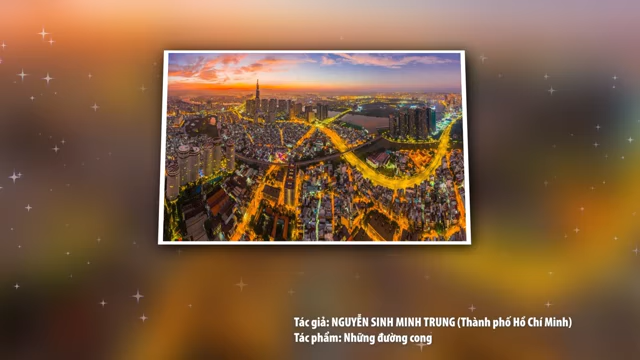 Tác giả: NGUYỄN SINH MINH TRUNG (Thành phố Hồ Chí Minh)
Tác phẩm: Những đường cong